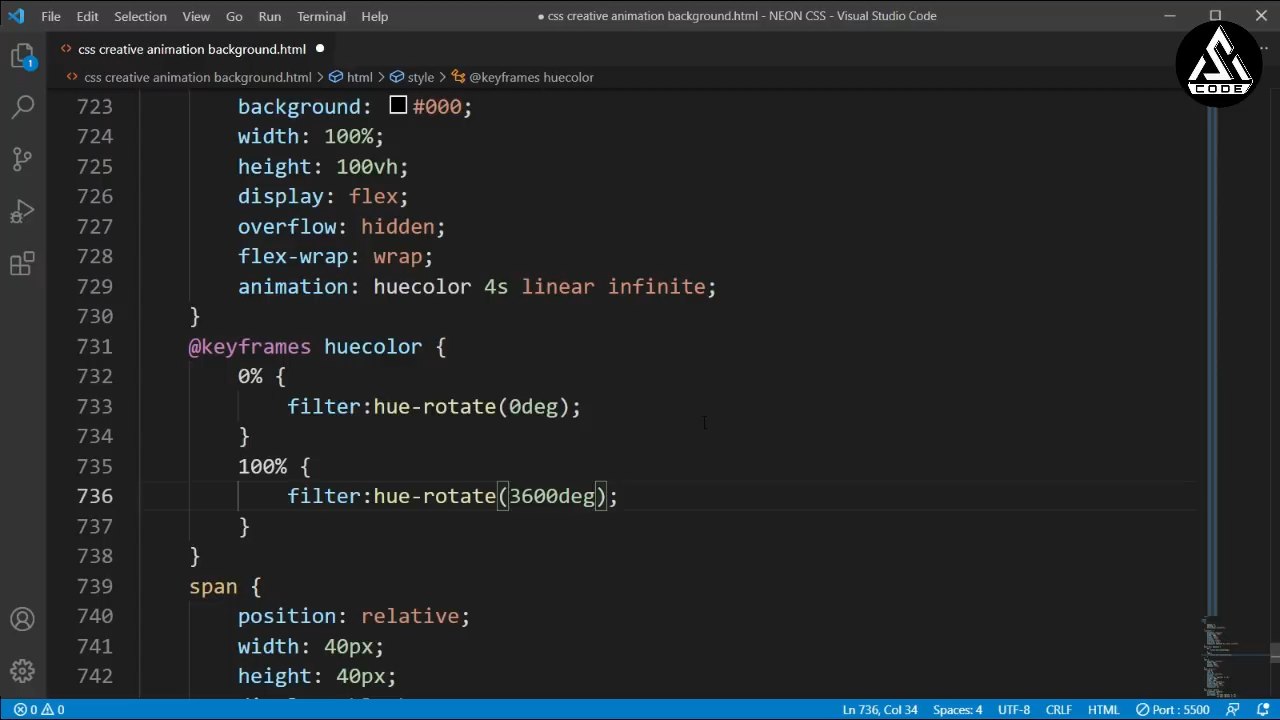 File Edit Selection View Go Run Terminal Help
● css creative animation background.html - NEON CSS - Visual Studio Code
css creative animation background.html
css creative animation background.html > html > style > @keyframes huecolor
723 background: #000;
724 width: 100%;
725 height: 100vh;
726 display: flex;
727 overflow: hidden;
728 flex-wrap: wrap;
729 animation: huecolor 4s linear infinite;
730 }
731 @keyframes huecolor {
732 0% {
733 filter:hue-rotate(0deg);
734 }
735 100% {
736 filter:hue-rotate(3600deg);
737 }
738 }
739 span {
740 position: relative;
741 width: 40px;
742 height: 40px;
1
CODE
0 0
Ln 736, Col 34 Spaces: 4 UTF-8 CRLF HTML Port : 5500